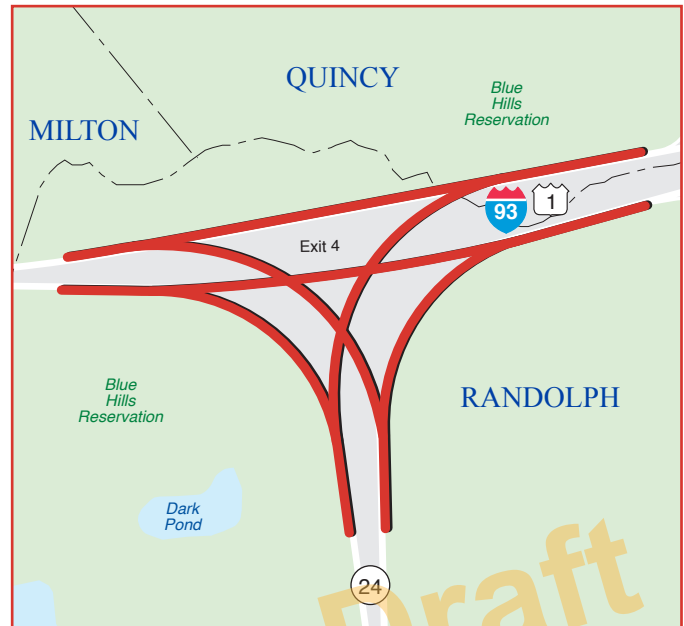 QUINCY
Blue
Hills
Reservation
MILTON
93
1
Exit 4
Blue
Hills
Reservation
RANDOLPH
Dark
Pond
24
Draft